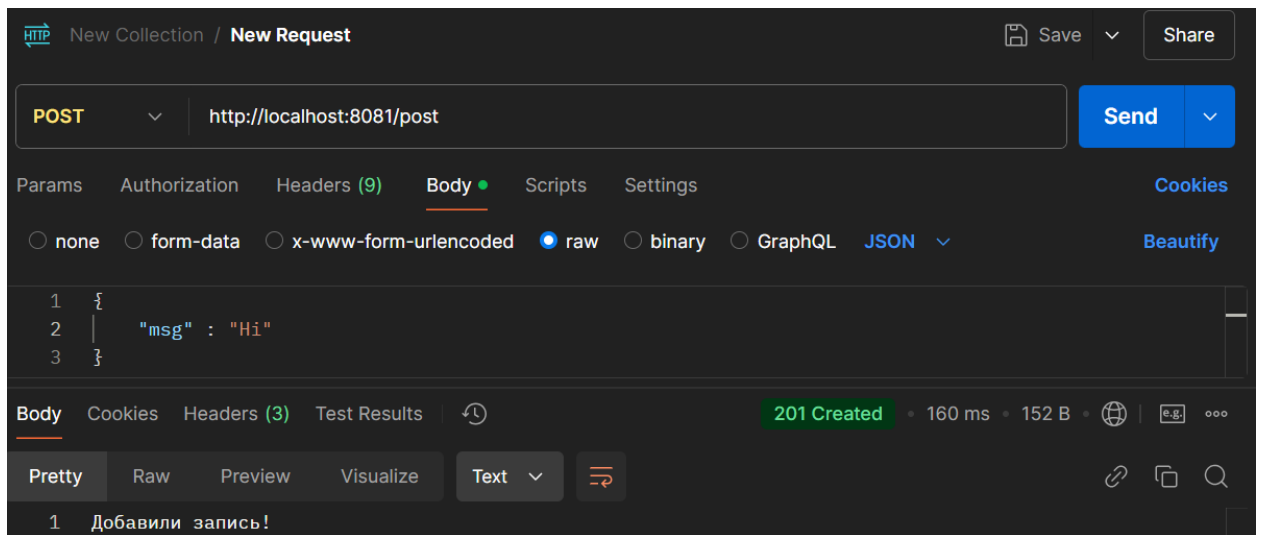 HTTP New Collection / New Request Save Share
POST http://localhost:8081/post Send
Params Authorization Headers (9) Body Scripts Settings Cookies
none form-data x-www-form-urlencoded raw binary GraphQL JSON Beautify
1 {
2 "msg" : "Hi"
3 }
Body Cookies Headers (3) Test Results 201 Created • 160 ms • 152 B • e.g.
Pretty Raw Preview Visualize Text
1 Добавили запись!